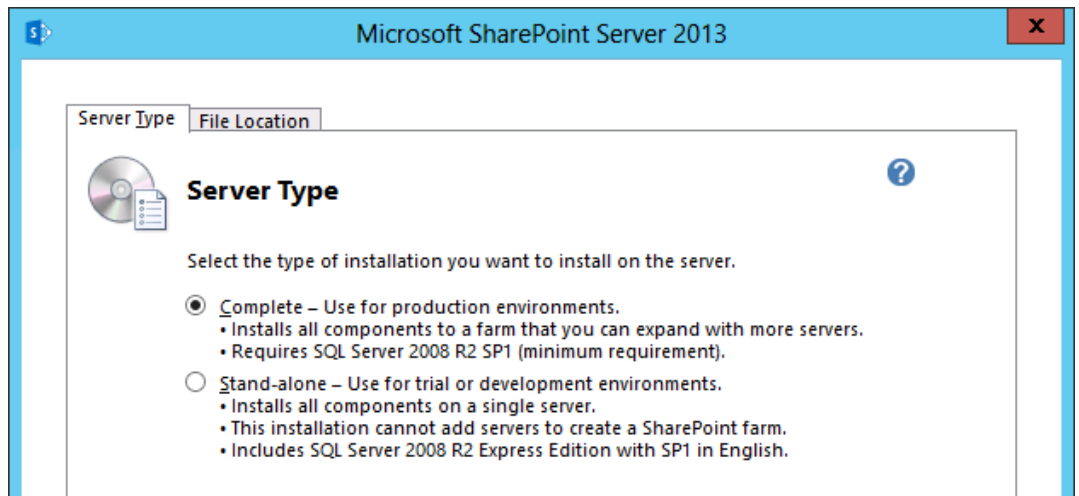 Microsoft SharePoint Server 2013
x
Server Type
File Location
Server Type
?
Select the type of installation you want to install on the server.
Complete – Use for production environments.
• Installs all components to a farm that you can expand with more servers.
• Requires SQL Server 2008 R2 SP1 (minimum requirement).
Stand-alone – Use for trial or development environments.
• Installs all components on a single server.
• This installation cannot add servers to create a SharePoint farm.
• Includes SQL Server 2008 R2 Express Edition with SP1 in English.